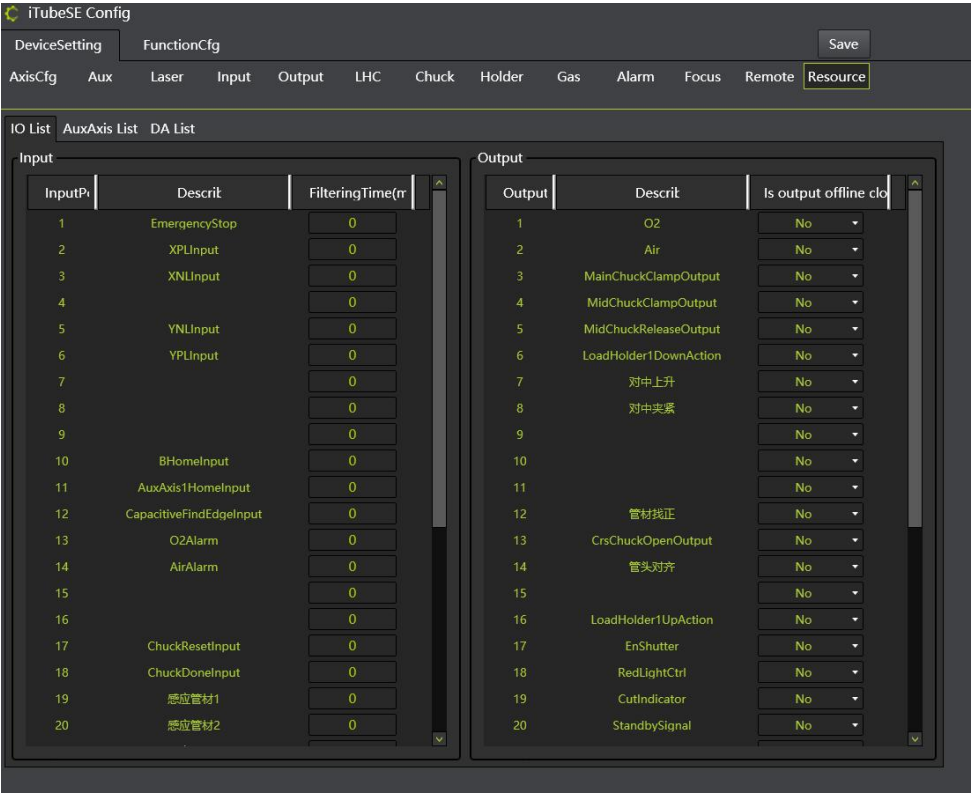 iTubeSE Config
DeviceSetting FunctionCfg Save
AxisCfg Aux Laser Input Output LHC Chuck Holder Gas Alarm Focus Remote Resource
IO List AuxAxis List DA List
Input
InputP Descri FilteringTime(m
1 EmergencyStop 0
2 XPLInput 0
3 XNLInput 0
4 0
5 YNLInput 0
6 YPLInput 0
7 0
8 0
9 0
10 BHomeInput 0
11 AuxAxis1HomeInput 0
12 CapacitiveFindEdgeInput 0
13 O2Alarm 0
14 AirAlarm 0
15 0
16 0
17 ChuckResetInput 0
18 ChuckDoneInput 0
19 感应管材1 0
20 感应管材2 0
Output
Output Descri Is output offline clo
1 O2 No
2 Air No
3 MainChuckClampOutput No
4 MidChuckClampOutput No
5 MidChuckReleaseOutput No
6 LoadHolder1DownAction No
7 对中上升 No
8 对中夹紧 No
9 No
10 No
11 No
12 管材找正 No
13 CrsChuckOpenOutput No
14 管头对齐 No
15 No
16 LoadHolder1UpAction No
17 EnShutter No
18 RedLightCtrl No
19 CutIndicator No
20 StandbySignal No